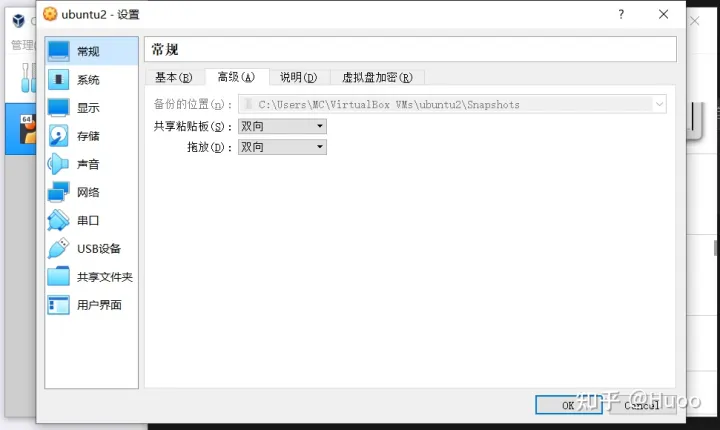 ubuntu2 - 设置
?
管理(
64
常规
系统
显示
存储
声音
网络
串口
USB设备
共享文件夹
用户界面
常规
基本(B) 高级(A) 说明(D) 虚拟盘加密(R)
备份的位置(n): C:\Users\MC\VirtualBox VMs\ubuntu2\Snapshots
共享粘贴板(S): 双向
拖放(D): 双向
OK Cancel
知乎 @Huoo